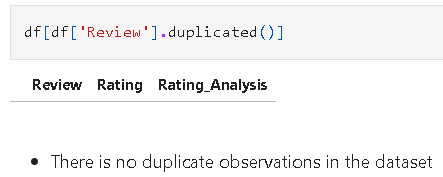 df[df['Review'].duplicated()]
Review Rating Rating_Analysis
• There is no duplicate observations in the dataset